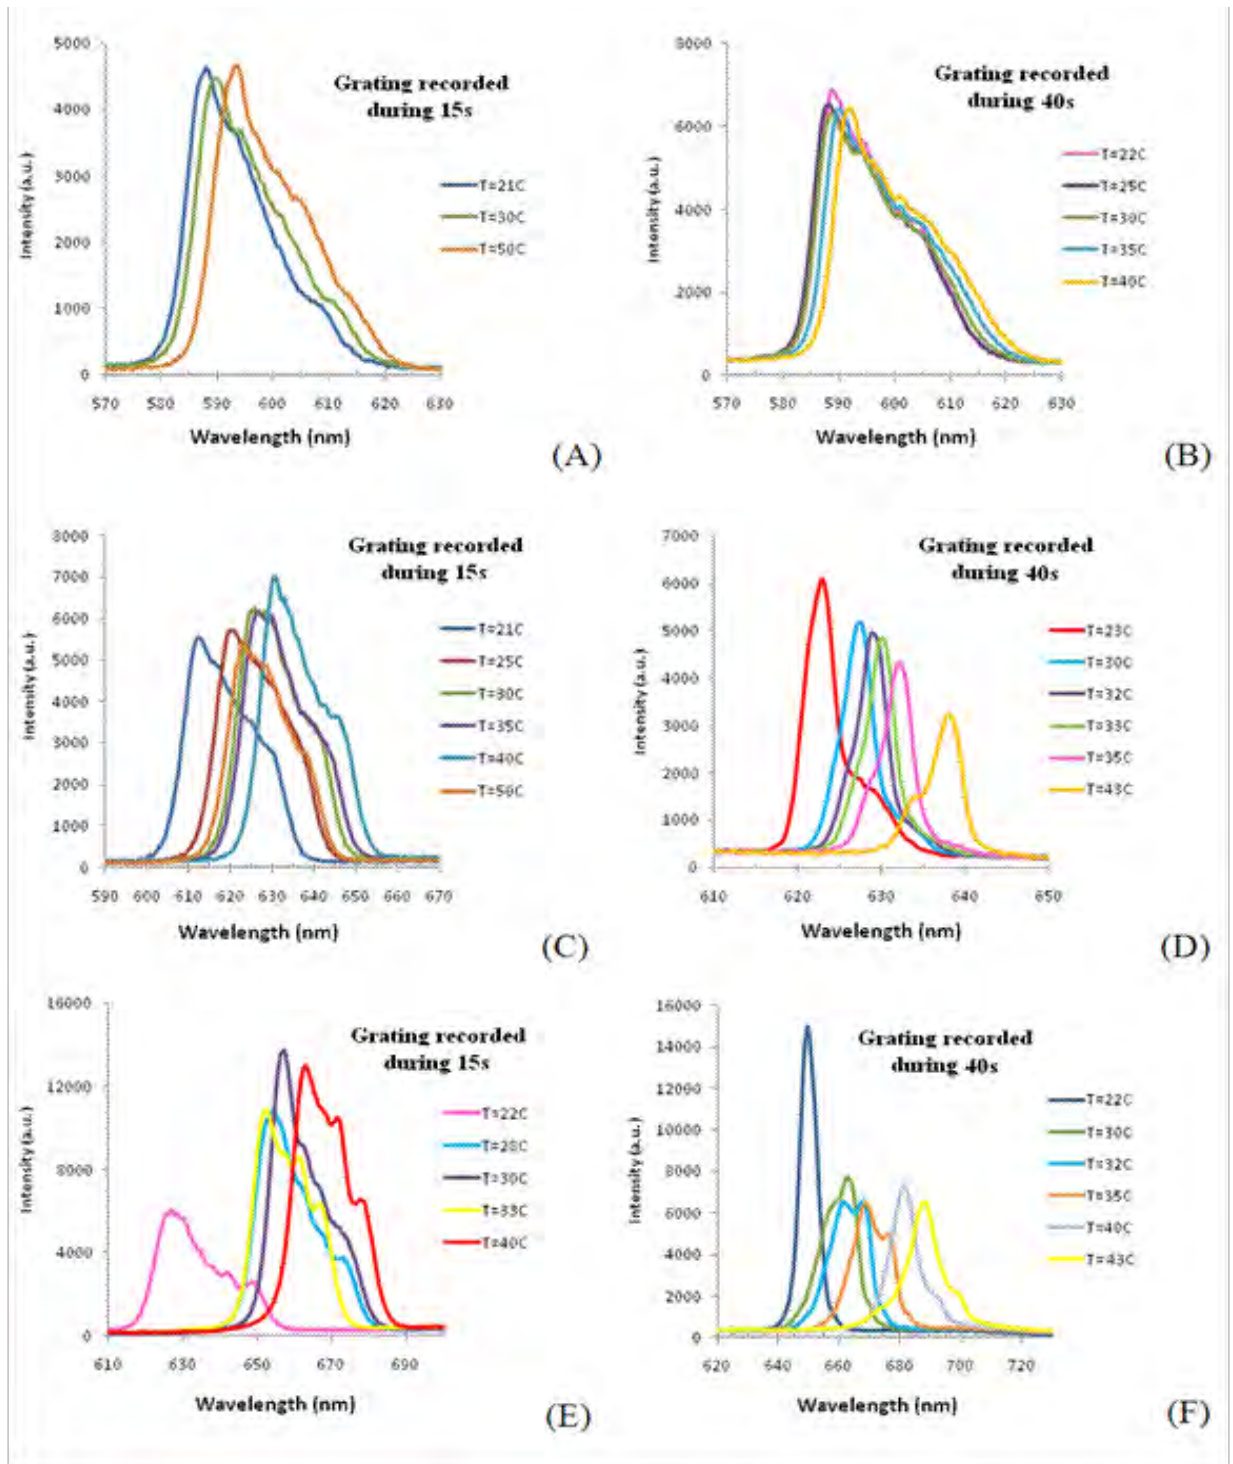 Grating recorded
during 15s
5000
4000
3000
2000
1000
0
Intensity (a.u.)
T=21C
T=30C
T=50C
570 580 590 600 610 620 630
Wavelength (nm)
(A)
Grating recorded
during 40s
8000
6000
4000
2000
0
Intensity (a.u.)
T=22C
T=25C
T=30C
T=35C
T=40C
570 580 590 600 610 620 630
Wavelength (nm)
(B)
Grating recorded
during 15s
8000
7000
6000
5000
4000
3000
2000
1000
0
Intensity (a.u.)
T=21C
T=25C
T=30C
T=35C
T=40C
T=50C
590 600 610 620 630 640 650 660 670
Wavelength (nm)
(C)
Grating recorded
during 40s
7000
6000
5000
4000
3000
2000
1000
0
Intensity (a.u.)
T=23C
T=30C
T=32C
T=33C
T=35C
T=43C
610 620 630 640 650
Wavelength (nm)
(D)
Grating recorded
during 15s
16000
12000
8000
4000
0
Intensity (a.u.)
T=22C
T=28C
T=30C
T=33C
T=40C
610 630 650 670 690
Wavelength (nm)
(E)
Grating recorded
during 40s
16000
14000
12000
10000
8000
6000
4000
2000
0
Intensity (a.u.)
T=22C
T=30C
T=32C
T=35C
T=40C
T=43C
620 640 660 680 700 720
Wavelength (nm)
(F)